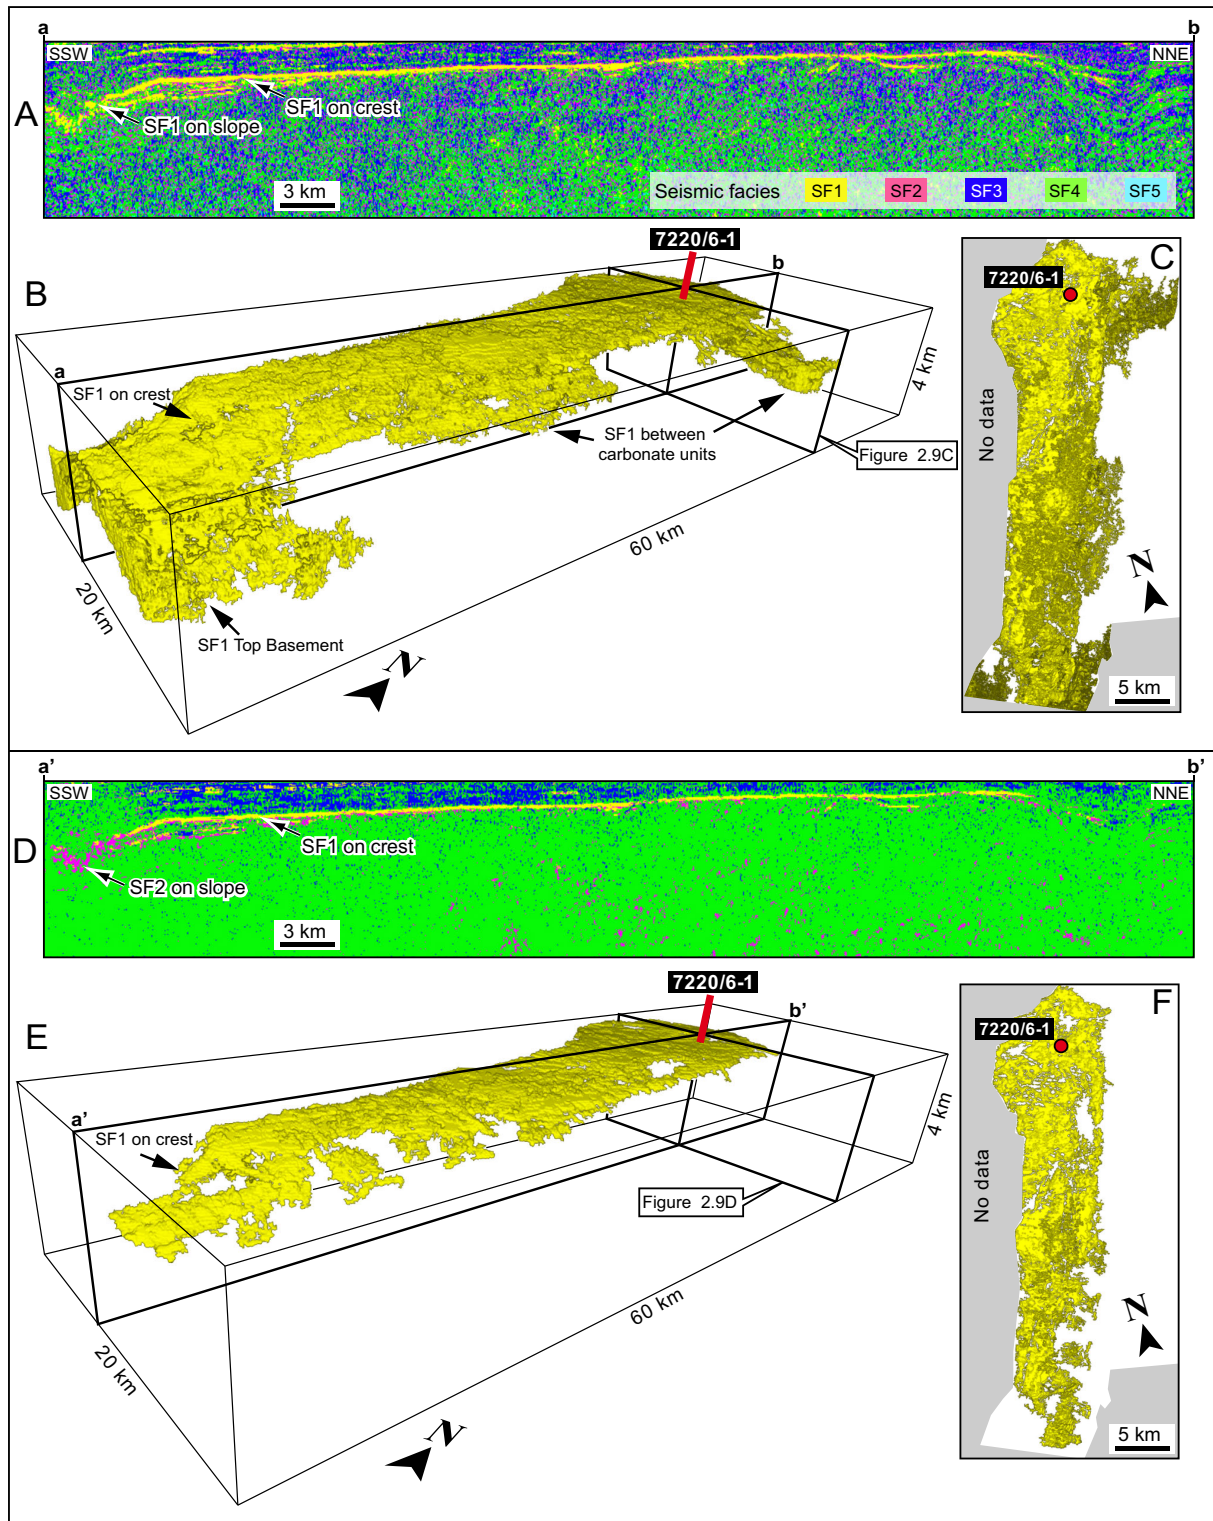 a
b
SSW
NNE
A
SF1 on crest
SF1 on slope
3 km
Seismic facies SF1 SF2 SF3 SF4 SF5
7220/6-1
B
b
a
SF1 on crest
4 km
SF1 between
carbonate units
Figure 2.9C
60 km
20 km
SF1 Top Basement
N
C
7220/6-1
No data
N
5 km
a’
b’
SSW
NNE
D
SF1 on crest
SF2 on slope
3 km
7220/6-1
E
b’
a’
SF1 on crest
4 km
Figure 2.9D
60 km
20 km
N
F
7220/6-1
No data
N
5 km